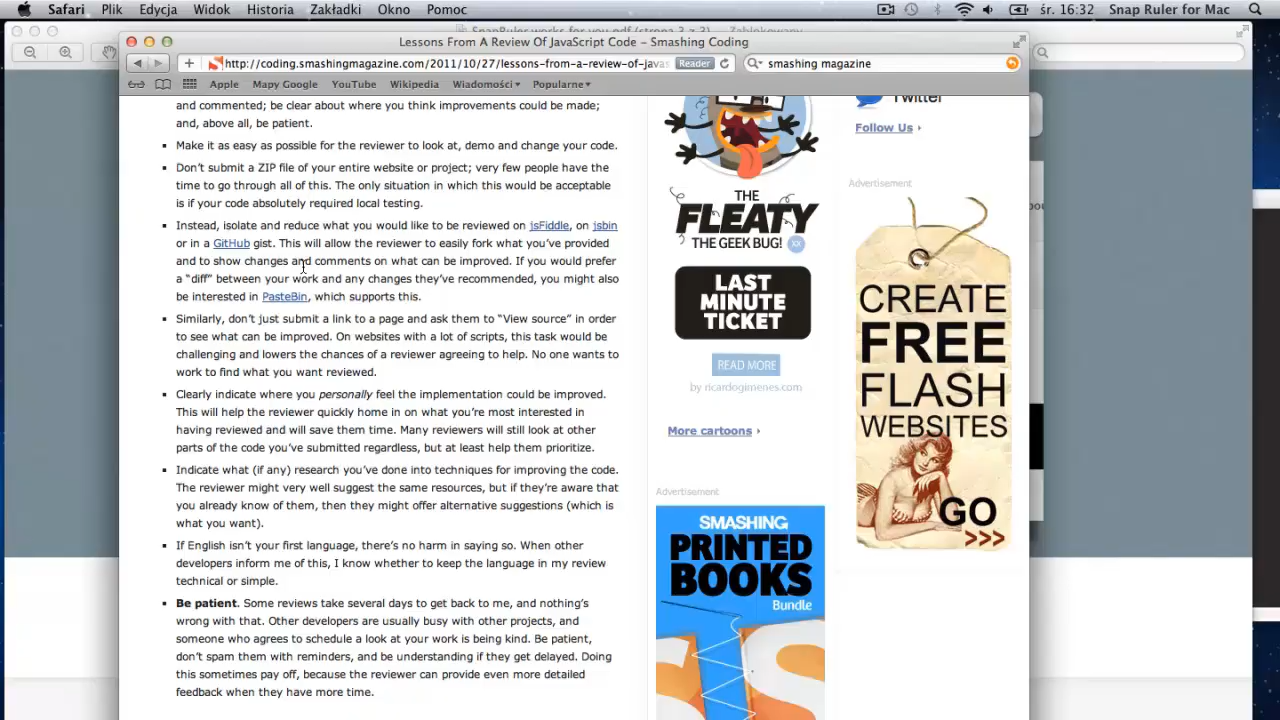 Safari Plik Edycja Widok Historia Zakładki Okno Pomoc śr. 16:32 Snap Ruler for Mac
Lessons From A Review Of JavaScript Code – Smashing Coding
http://coding.smashingmagazine.com/2011/10/27/lessons-from-a-review-of-javas Reader smashing magazine
Apple Mapy Google YouTube Wikipedia Wiadomości Popularne
and commented; be clear about where you think improvements could be made;
and, above all, be patient.
Make it as easy as possible for the reviewer to look at, demo and change your code.
Don’t submit a ZIP file of your entire website or project; very few people have the
time to go through all of this. The only situation in which this would be acceptable
is if your code absolutely required local testing.
Instead, isolate and reduce what you would like to be reviewed on jsFiddle, on jsbin
or in a GitHub gist. This will allow the reviewer to easily fork what you’ve provided
and to show changes and comments on what can be improved. If you would prefer
a “diff” between your work and any changes they’ve recommended, you might also
be interested in PasteBin, which supports this.
Similarly, don’t just submit a link to a page and ask them to “View source” in order
to see what can be improved. On websites with a lot of scripts, this task would be
challenging and lowers the chances of a reviewer agreeing to help. No one wants to
work to find what you want reviewed.
Clearly indicate where you personally feel the implementation could be improved.
This will help the reviewer quickly home in on what you’re most interested in
having reviewed and will save them time. Many reviewers will still look at other
parts of the code you’ve submitted regardless, but at least help them prioritize.
Indicate what (if any) research you’ve done into techniques for improving the code.
The reviewer might very well suggest the same resources, but if they’re aware that
you already know of them, then they might offer alternative suggestions (which is
what you want).
If English isn’t your first language, there’s no harm in saying so. When other
developers inform me of this, I know whether to keep the language in my review
technical or simple.
Be patient. Some reviews take several days to get back to me, and nothing’s
wrong with that. Other developers are usually busy with other projects, and
someone who agrees to schedule a look at your work is being kind. Be patient,
don’t spam them with reminders, and be understanding if they get delayed. Doing
this sometimes pay off, because the reviewer can provide even more detailed
feedback when they have more time.
THE
FLEATY
THE GEEK BUG! XX
LAST
MINUTE
TICKET
READ MORE
by ricardogimenes.com
More cartoons
Advertisement
SMASHING
PRINTED
BOOKS
Bundle
Twitter
Follow Us
Advertisement
CREATE
FREE
FLASH
WEBSITES
GO
>>>